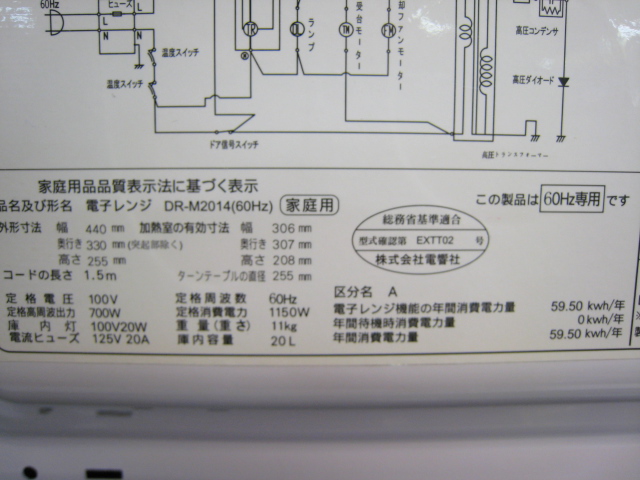 60Hz
ヒューズ
L
L
N
N
温度スイッチ
温度スイッチ
ランプ
受台モーター
却ファンモーター
TM
FM
高圧コンデンサ
高圧ダイオード
ドア信号スイッチ
高圧トランスフォーマー
家庭用品品質表示法に基づく表示
品名及び形名 電子レンジ DR-M2014(60Hz) 家庭用
この製品は 60Hz専用 です
外形寸法 幅 440 mm 加熱室の有効寸法 幅 306 mm
奥行き 330 mm(突起部除く) 奥行き 307 mm
高さ 255 mm 高さ 208 mm
コードの長さ 1.5m ターンテーブルの直径 255 mm
総務省基準適合
型式確認第 EXTT02 号
株式会社電響社
定格電圧 100V 定格周波数 60Hz
定格高周波出力 700W 定格消費電力 1150W
庫内灯 100V20W 重量(重さ) 11kg
電流ヒューズ 125V 20A 庫内容量 20L
区分名 A
電子レンジ機能の年間消費電力量 59.50 kwh/年
年間待機時消費電力量 0 kwh/年
年間消費電力量 59.50 kwh/年